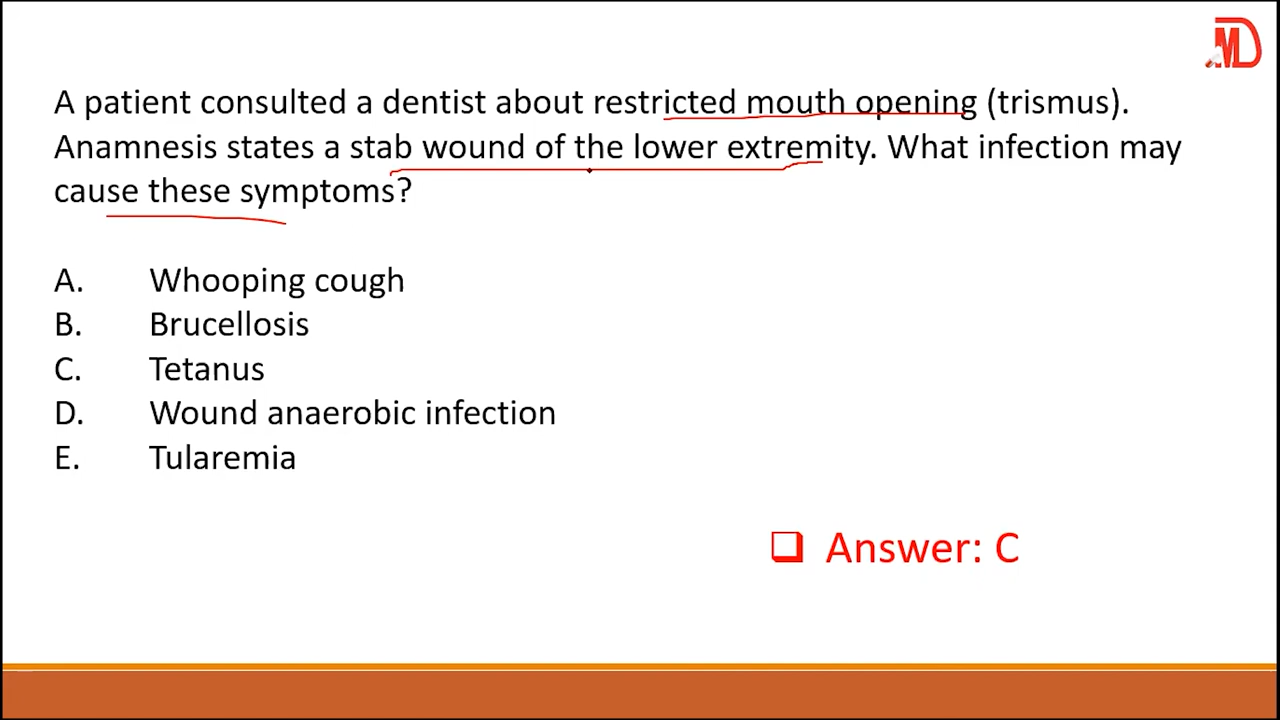 MD
A patient consulted a dentist about restricted mouth opening (trismus).
Anamnesis states a stab wound of the lower extremity. What infection may
cause these symptoms?
A. Whooping cough
B. Brucellosis
C. Tetanus
D. Wound anaerobic infection
E. Tularemia
❑ Answer: C